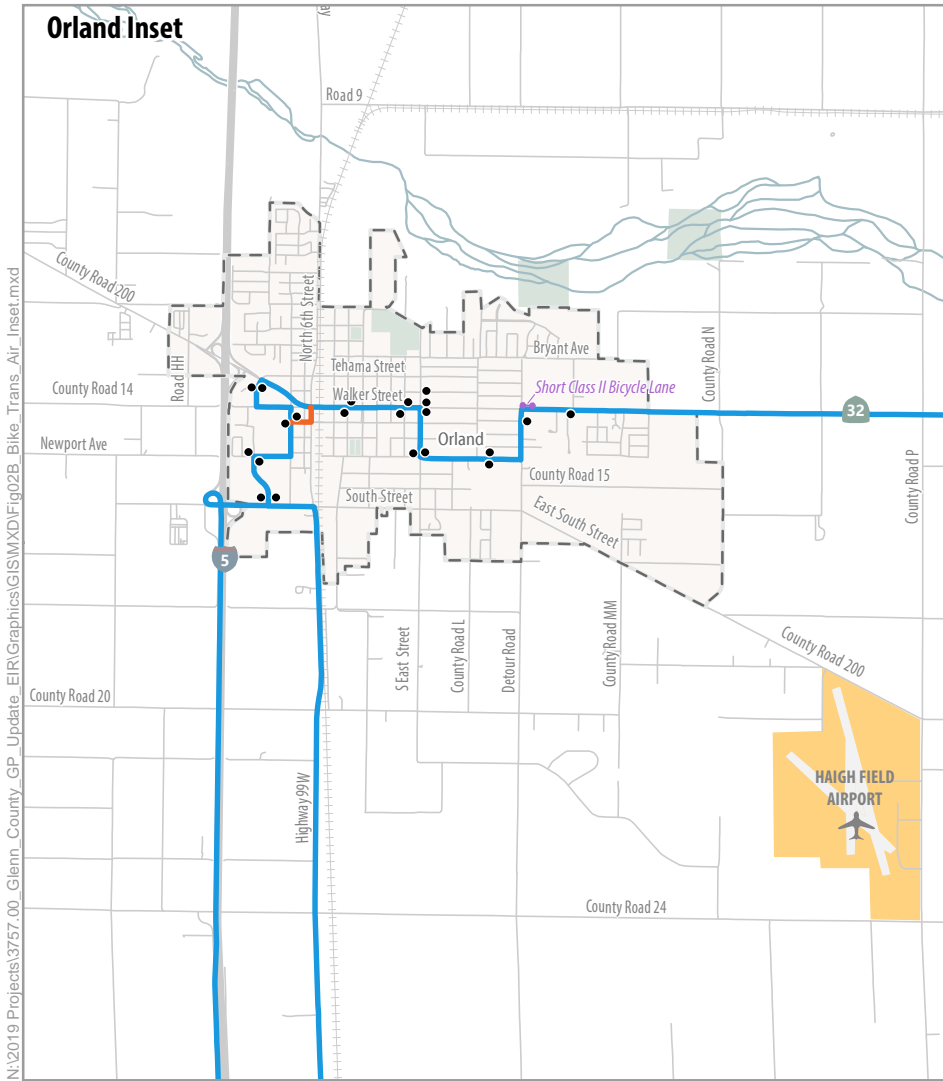 Orland Inset
ay
Road 9
County Road 200
North 6th Street
Road HH
Bryant Ave
County Road N
Tehama Street
County Road 14
Walker Street
Short Class II Bicycle Lane
32
Newport Ave
Orland
County Road 15
County Road P
South Street
East South Street
5
S East Street
County Road L
Detour Road
County Road MM
County Road 200
County Road 20
Highway 99W
HAIGH FIELD
AIRPORT
County Road 24
N:\2019 Projects\3757.00_Glenn_County_GP_Update_EIR\Graphics\GIS\MXD\Fig02B_Bike_Trans_Air_Inset.mxd